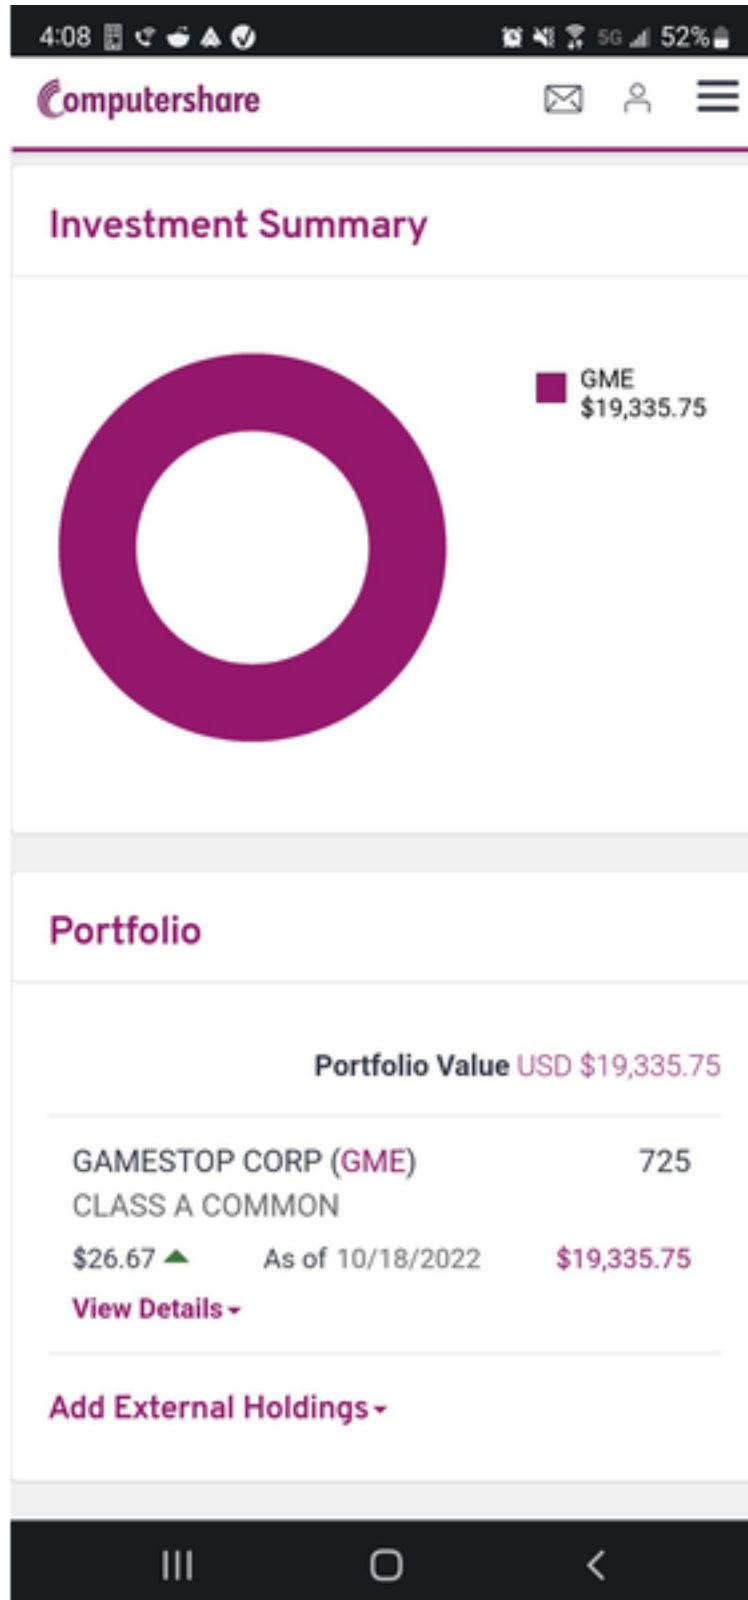 4:08
5G 52%
Computershare
Investment Summary
GME
$19,335.75
Portfolio
Portfolio Value USD $19,335.75
GAMESTOP CORP (GME) 725
CLASS A COMMON
$26.67 As of 10/18/2022 $19,335.75
View Details
Add External Holdings